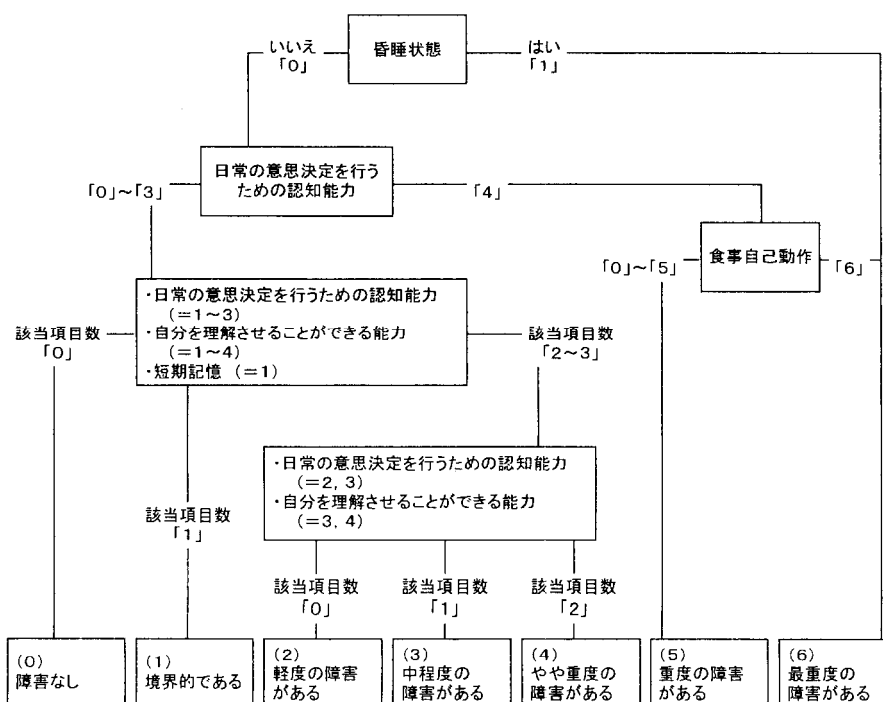 昏睡状態
いいえ
「0」
はい
「1」
日常の意思決定を行う
ための認知能力
「0」~「3」
「4」
食事自己動作
「0」~「5」
「6」
・日常の意思決定を行うための認知能力
(=1~3)
・自分を理解させることができる能力
(=1~4)
・短期記憶 (=1)
該当項目数
「0」
該当項目数
「2~3」
・日常の意思決定を行うための認知能力
(=2, 3)
・自分を理解させることができる能力
(=3, 4)
該当項目数
「1」
該当項目数
「0」
該当項目数
「1」
該当項目数
「2」
(0)
障害なし
(1)
境界的である
(2)
軽度の障害
がある
(3)
中程度の
障害がある
(4)
やや重度の
障害がある
(5)
重度の障害
がある
(6)
最重度の
障害がある